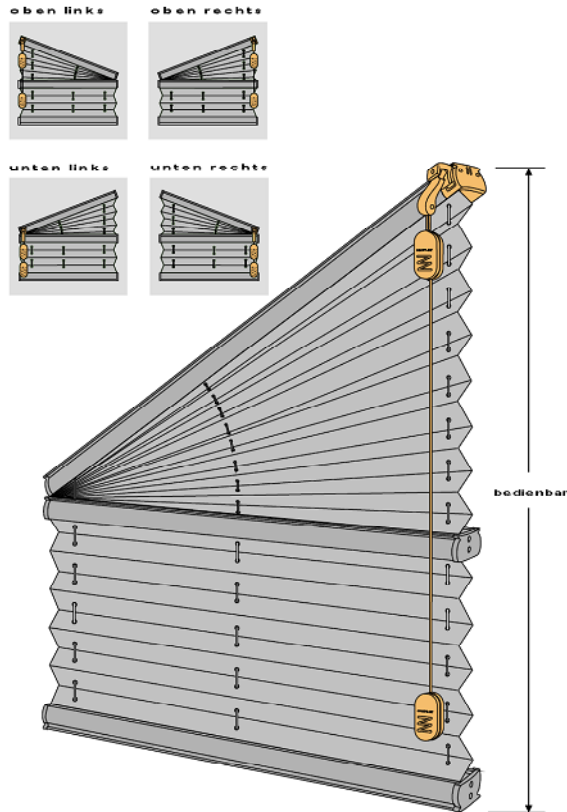 oben links
oben rechts
unten links
unten rechts
bedienbar